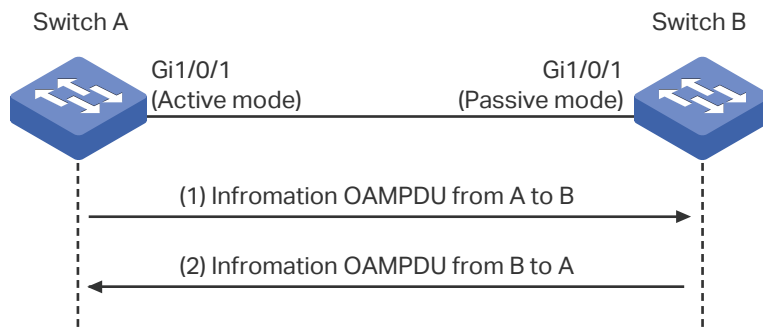 Switch A
Switch B
Gi1/0/1
(Active mode)
Gi1/0/1
(Passive mode)
(1) Infromation OAMPDU from A to B
(2) Infromation OAMPDU from B to A